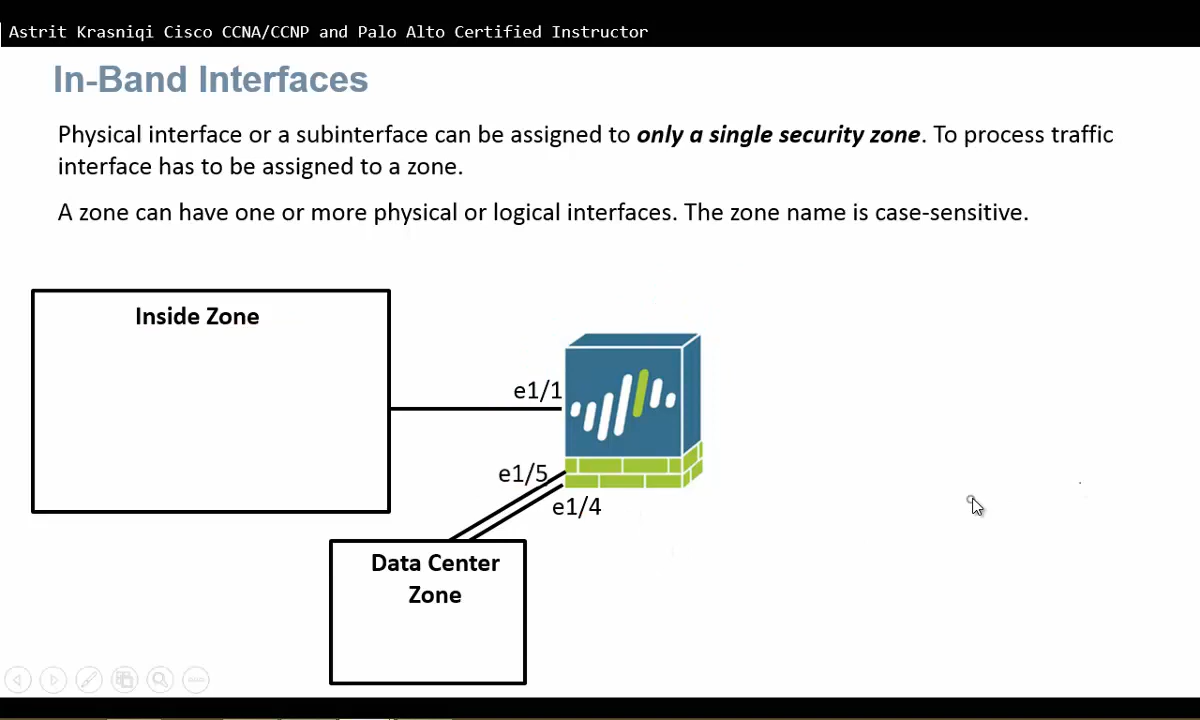 Astrit Krasniqi Cisco CCNA/CCNP and Palo Alto Certified Instructor
In-Band Interfaces
Physical interface or a subinterface can be assigned to only a single security zone. To process traffic
interface has to be assigned to a zone.
A zone can have one or more physical or logical interfaces. The zone name is case-sensitive.
Inside Zone
e1/1
e1/5
e1/4
Data Center
Zone